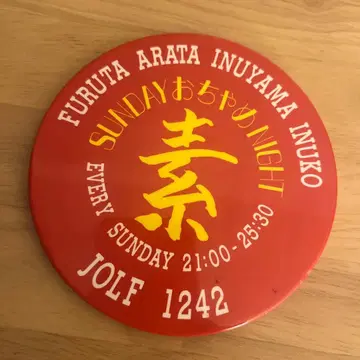 FURUTA ARATA INUYAMA INUKO
SUNDAYおちゃめNIGHT
素
EVERY SUNDAY 21:00-25:30
JOLF 1242